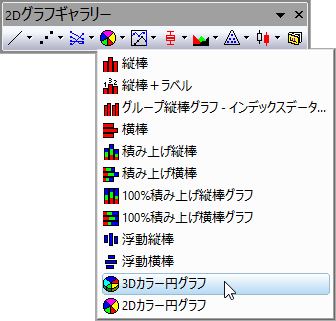 2Dグラフギャラリー
縦棒
縦棒＋ラベル
グループ縦棒グラフ - インデックスデータ...
横棒
積み上げ縦棒
積み上げ横棒
100%積み上げ縦棒グラフ
100%積み上げ横棒グラフ
浮動縦棒
浮動横棒
3Dカラー円グラフ
2Dカラー円グラフ